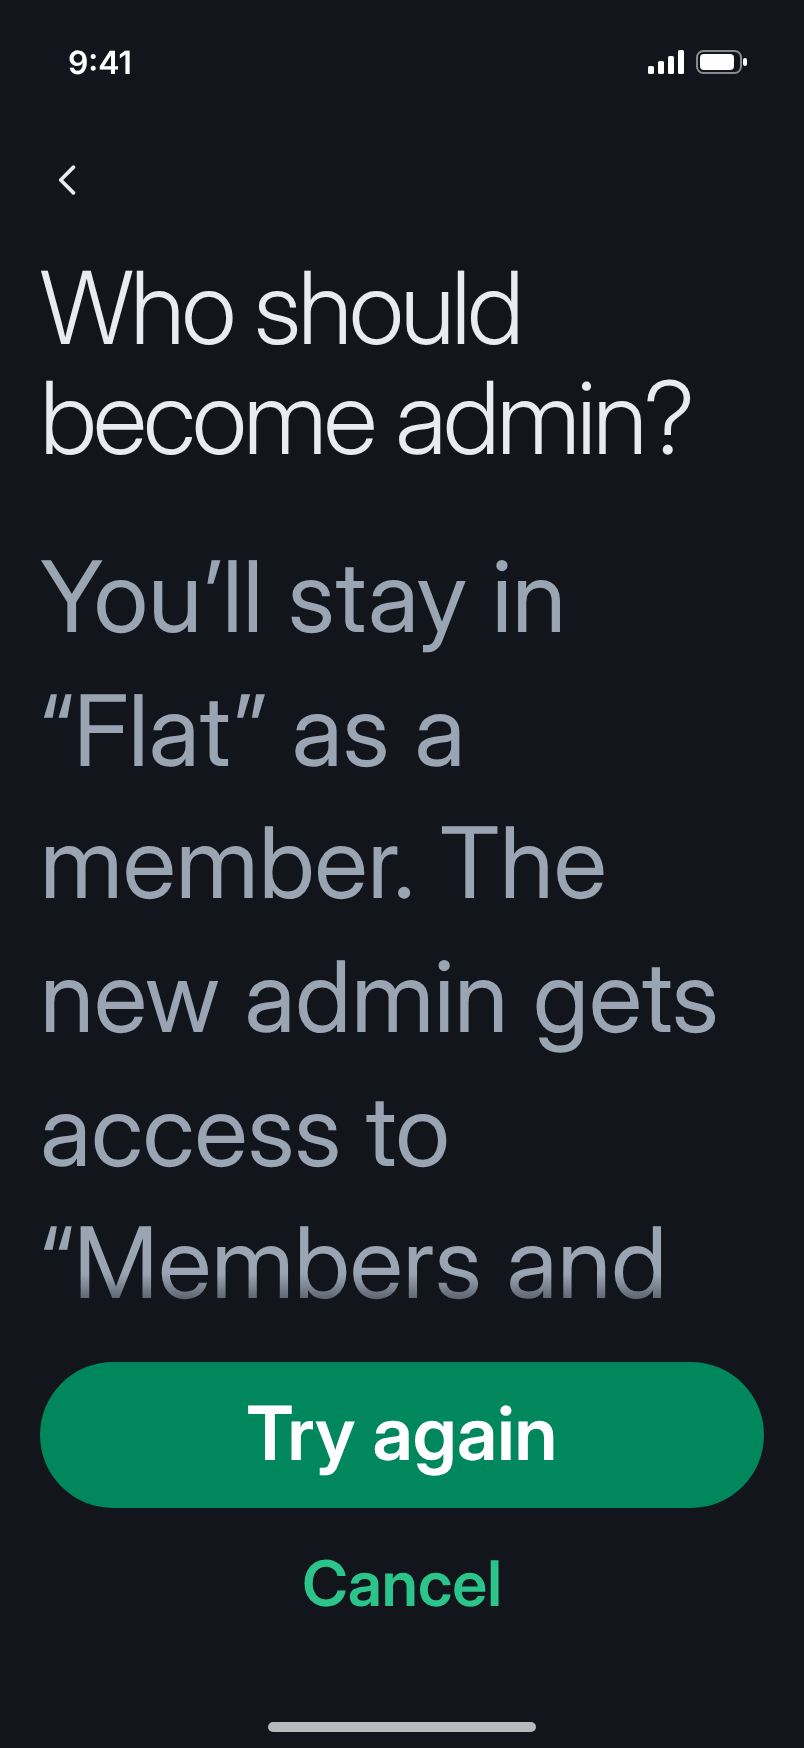 9:41
Who should
become admin?
You’ll stay in
“Flat” as a
member. The
new admin gets
access to
“Members and
Try again
Cancel